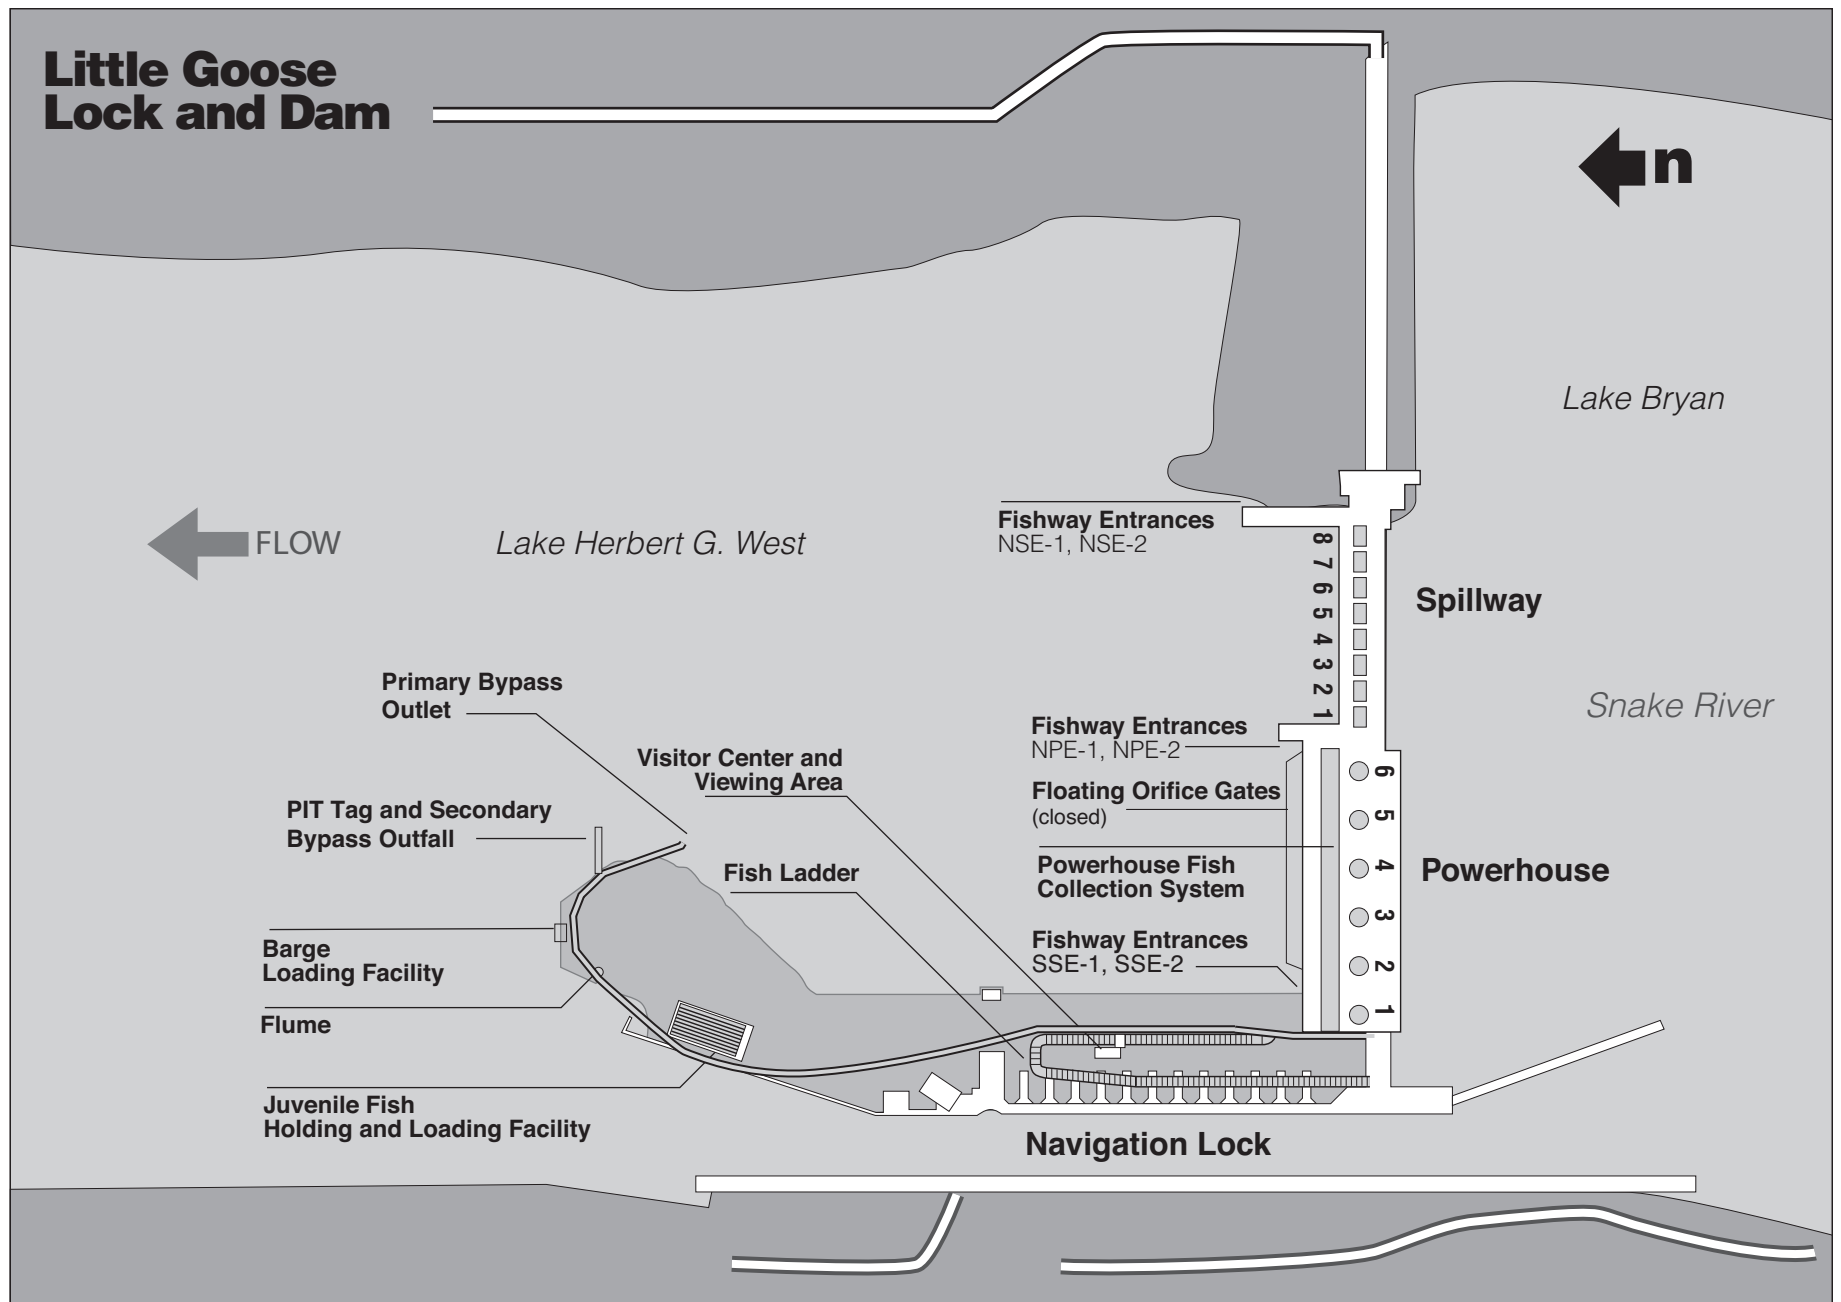 Little Goose
Lock and Dam
n
Lake Bryan
FLOW
Lake Herbert G. West
Fishway Entrances
NSE-1, NSE-2
8
7
6
5
4
3
2
1
Spillway
Snake River
Primary Bypass
Outlet
Visitor Center and
Viewing Area
Fishway Entrances
NPE-1, NPE-2
Floating Orifice Gates
(closed)
6
5
4
3
2
1
PIT Tag and Secondary
Bypass Outfall
Fish Ladder
Powerhouse Fish
Collection System
Powerhouse
Fishway Entrances
SSE-1, SSE-2
Barge
Loading Facility
Flume
Juvenile Fish
Holding and Loading Facility
Navigation Lock